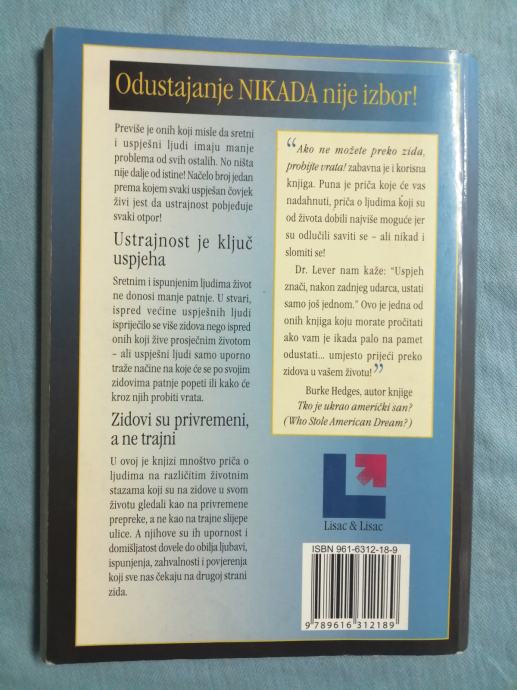 Odustajanje NIKADA nije izbor!
Previše je onih koji misle da sretni
i uspješni ljudi imaju manje
problema od svih ostalih. No ništa
nije dalje od istine! Načelo broj jedan
prema kojem svaki uspješan čovjek
živi jest da ustrajnost pobjeđuje
svaki otpor!
Ustrajnost je ključ
uspjeha
Sretnim i ispunjenim ljudima život
ne donosi manje patnje. U stvari,
ispred većine uspješnih ljudi
ispriječilo se više zidova nego ispred
onih koji žive prosječnim životom
– ali uspješni ljudi samo uporno
traže načine na koje će se po svojim
zidovima patnje popeti ili kako će
kroz njih probiti vrata.
Zidovi su privremeni,
a ne trajni
U ovoj je knjizi mnoštvo priča o
ljudima na različitim životnim
stazama koji su na zidove u svom
životu gledali kao na privremene
prepreke, a ne kao na trajne slijepe
ulice. A njihove su ih upornost i
domišljatost dovele do obilja ljubavi,
ispunjenja, zahvalnosti i povjerenja
koji sve nas čekaju na drugoj strani
zida.
“Ako ne možete preko zida,
probijte vrata! zabavna je i korisna
knjiga. Puna je priča koje će vas
nadahnuti, priča o ljudima koji su
od života dobili najviše moguće jer
su odlučili saviti se – ali nikad i
slomiti se!
Dr. Lever nam kaže: “Uspjeh
znači, nakon zadnjeg udarca, ustati
samo još jednom.” Ovo je jedna od
onih knjiga koju morate pročitati
ako vam je ikada palo na pamet
odustati... umjesto prijeći preko
zidova u vašem životu!”
Burke Hedges, autor knjige
Tko je ukrao američki san?
(Who Stole American Dream?)
Lisac & Lisac
ISBN 961-6312-18-9
9 789616 312189